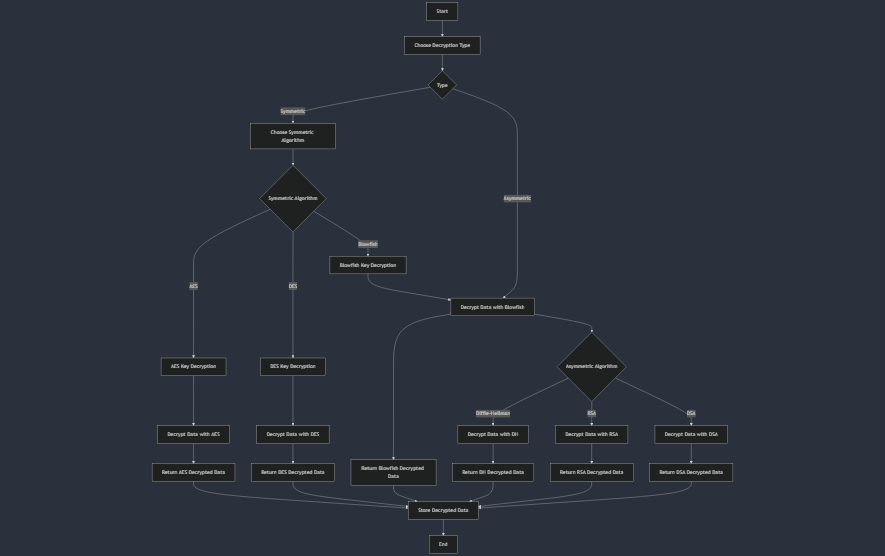 Start
Choose Decryption Type
Type
Symmetric
Choose Symmetric
Algorithm
Symmetric Algorithm
Asymmetric
Blowfish
Blowfish Key Decryption
AES
DES
Decrypt Data with Blowfish
AES Key Decryption
DES Key Decryption
Asymmetric Algorithm
Diffie-Hellman
RSA
DSA
Decrypt Data with AES
Decrypt Data with DES
Decrypt Data with DH
Decrypt Data with RSA
Decrypt Data with DSA
Return AES Decrypted Data
Return DES Decrypted Data
Return Blowfish Decrypted
Data
Return DH Decrypted Data
Return RSA Decrypted Data
Return DSA Decrypted Data
Store Decrypted Data
End